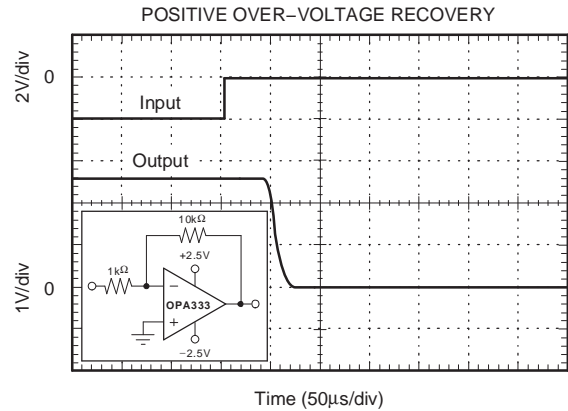 POSITIVE OVER−VOLTAGE RECOVERY
2V/div
0
Input
Output
10kΩ
+2.5V
1kΩ
OPA333
−2.5V
1V/div
0
Time (50µs/div)